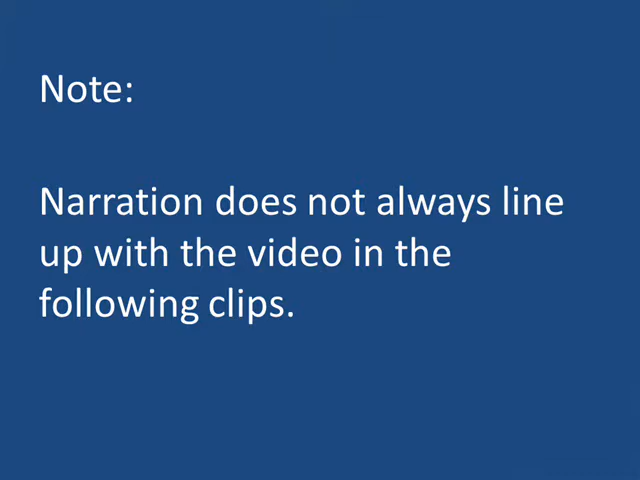 Note:
Narration does not always line
up with the video in the
following clips.